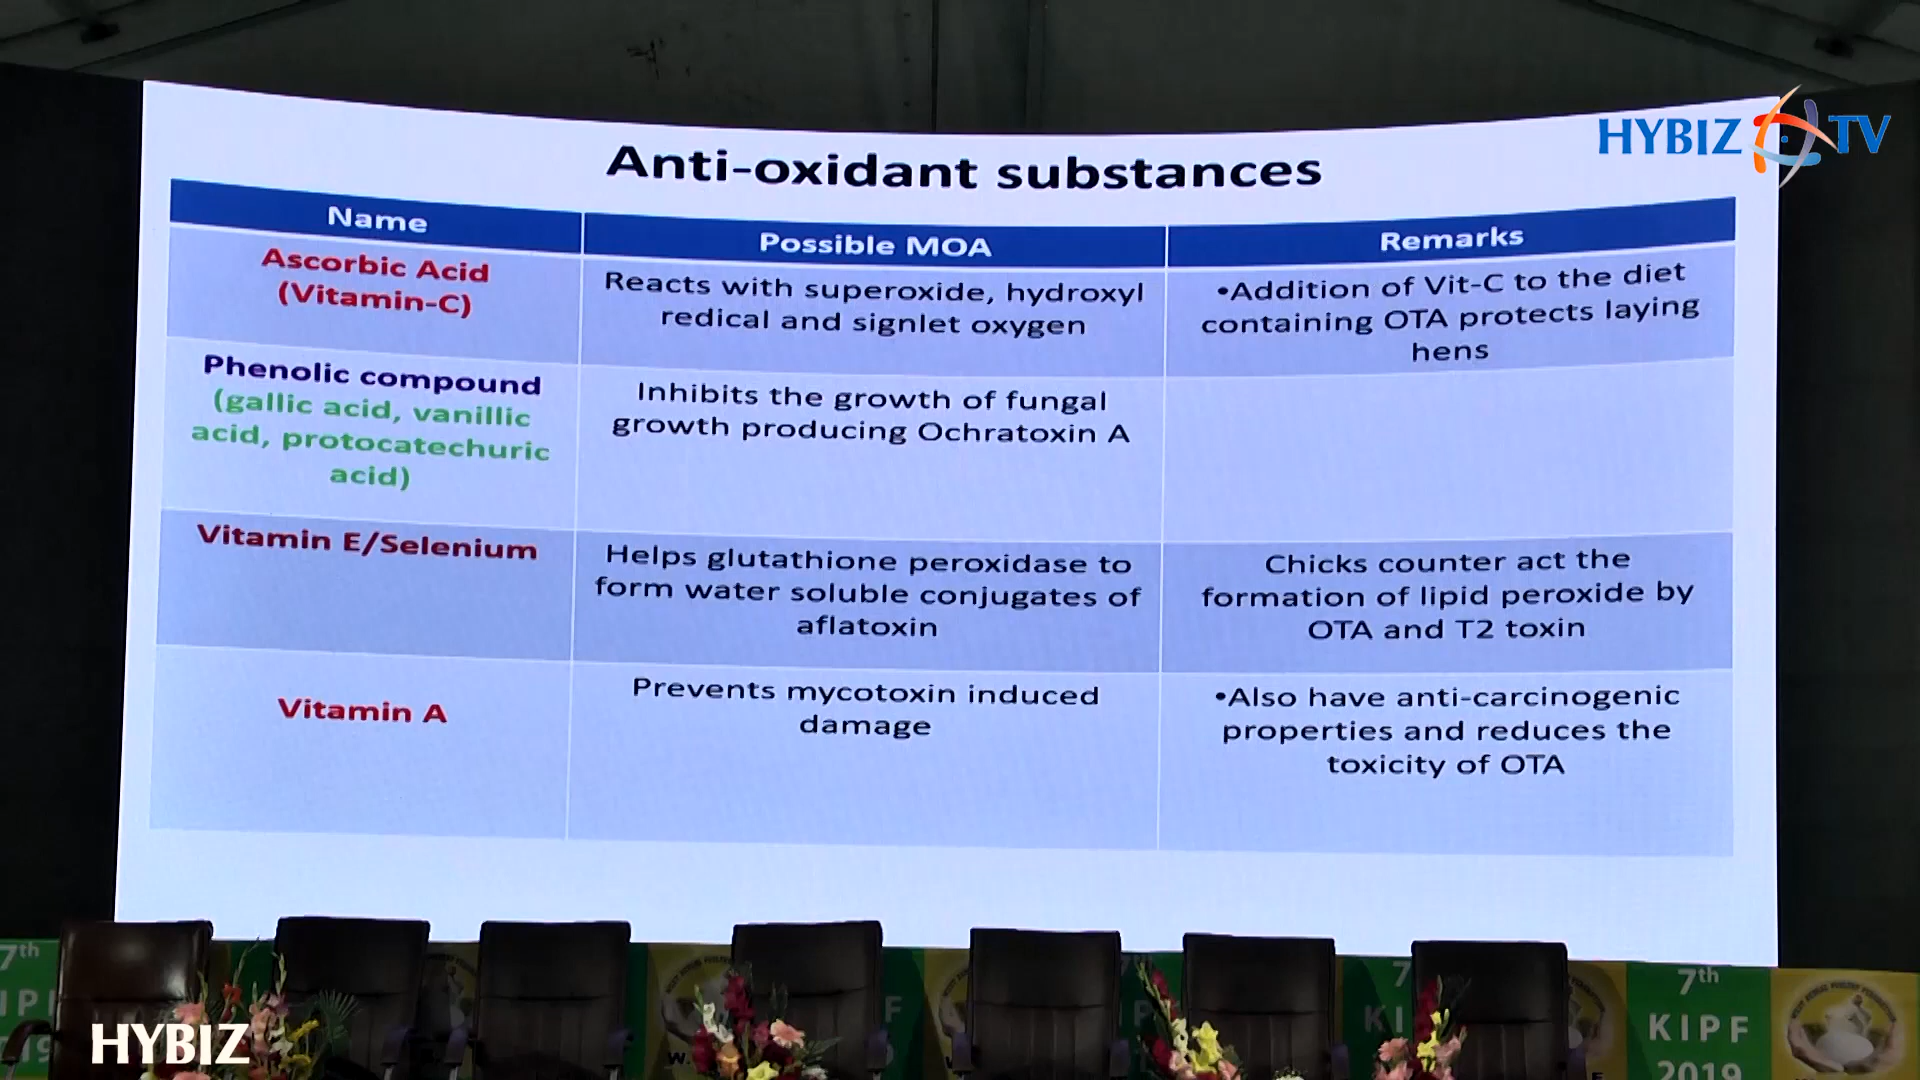 HYBIZ TV
Anti-oxidant substances
Name
Possible MOA
Remarks
Ascorbic Acid
(Vitamin-C)
Reacts with superoxide, hydroxyl
redical and signlet oxygen
•Addition of Vit-C to the diet
containing OTA protects laying
hens
Phenolic compound
(gallic acid, vanillic
acid, protocatechuric
acid)
Inhibits the growth of fungal
growth producing Ochratoxin A
Vitamin E/Selenium
Helps glutathione peroxidase to
form water soluble conjugates of
aflatoxin
Chicks counter act the
formation of lipid peroxide by
OTA and T2 toxin
Vitamin A
Prevents mycotoxin induced
damage
•Also have anti-carcinogenic
properties and reduces the
toxicity of OTA
7th
7th
KIPF
2019
HYBIZ